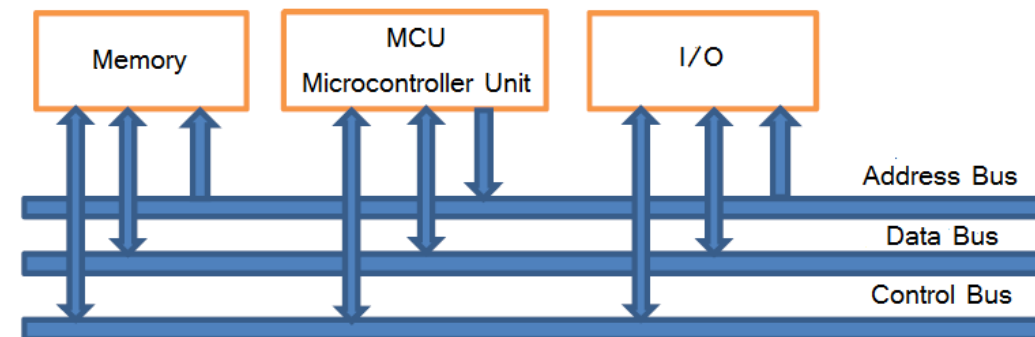 Memory
MCU
Microcontroller Unit
I/O
Address Bus
Data Bus
Control Bus